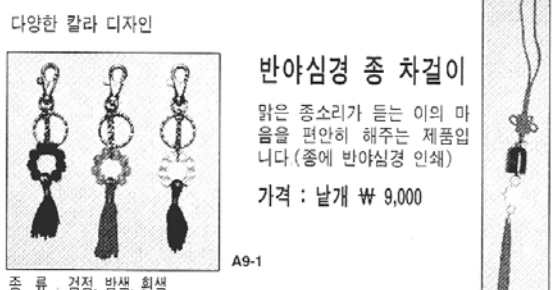 다양한 칼라 디자인
반야심경 종 차걸이
맑은 종소리가 듣는 이의 마
음을 편안히 해주는 제품입
니다.(종에 반야심경 인쇄)
가격 : 낱개 ₩ 9,000
A9-1
종 류 . 검정, 밤색, 흰색